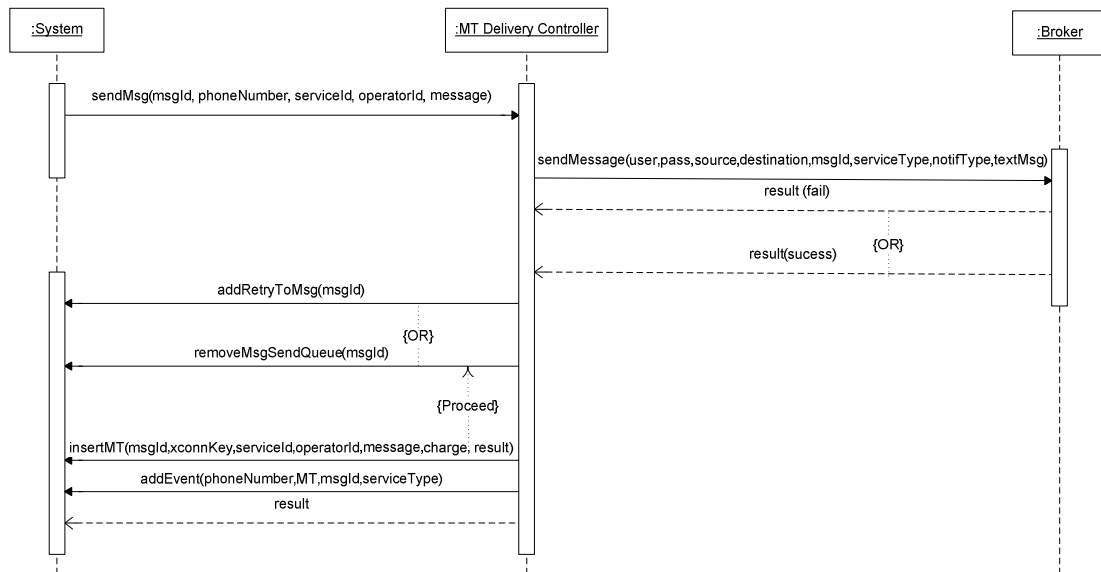 :System
:MT Delivery Controller
:Broker
sendMsg(msgId, phoneNumber, serviceId, operatorId, message)
sendMessage(user,pass,source,destination,msgId,serviceType,notifType,textMsg)
result (fail)
{OR}
result(sucess)
addRetryToMsg(msgId)
{OR}
removeMsgSendQueue(msgId)
{Proceed}
insertMT(msgId,xconnKey,serviceId,operatorId,message,charge, result)
addEvent(phoneNumber,MT,msgId,serviceType)
result